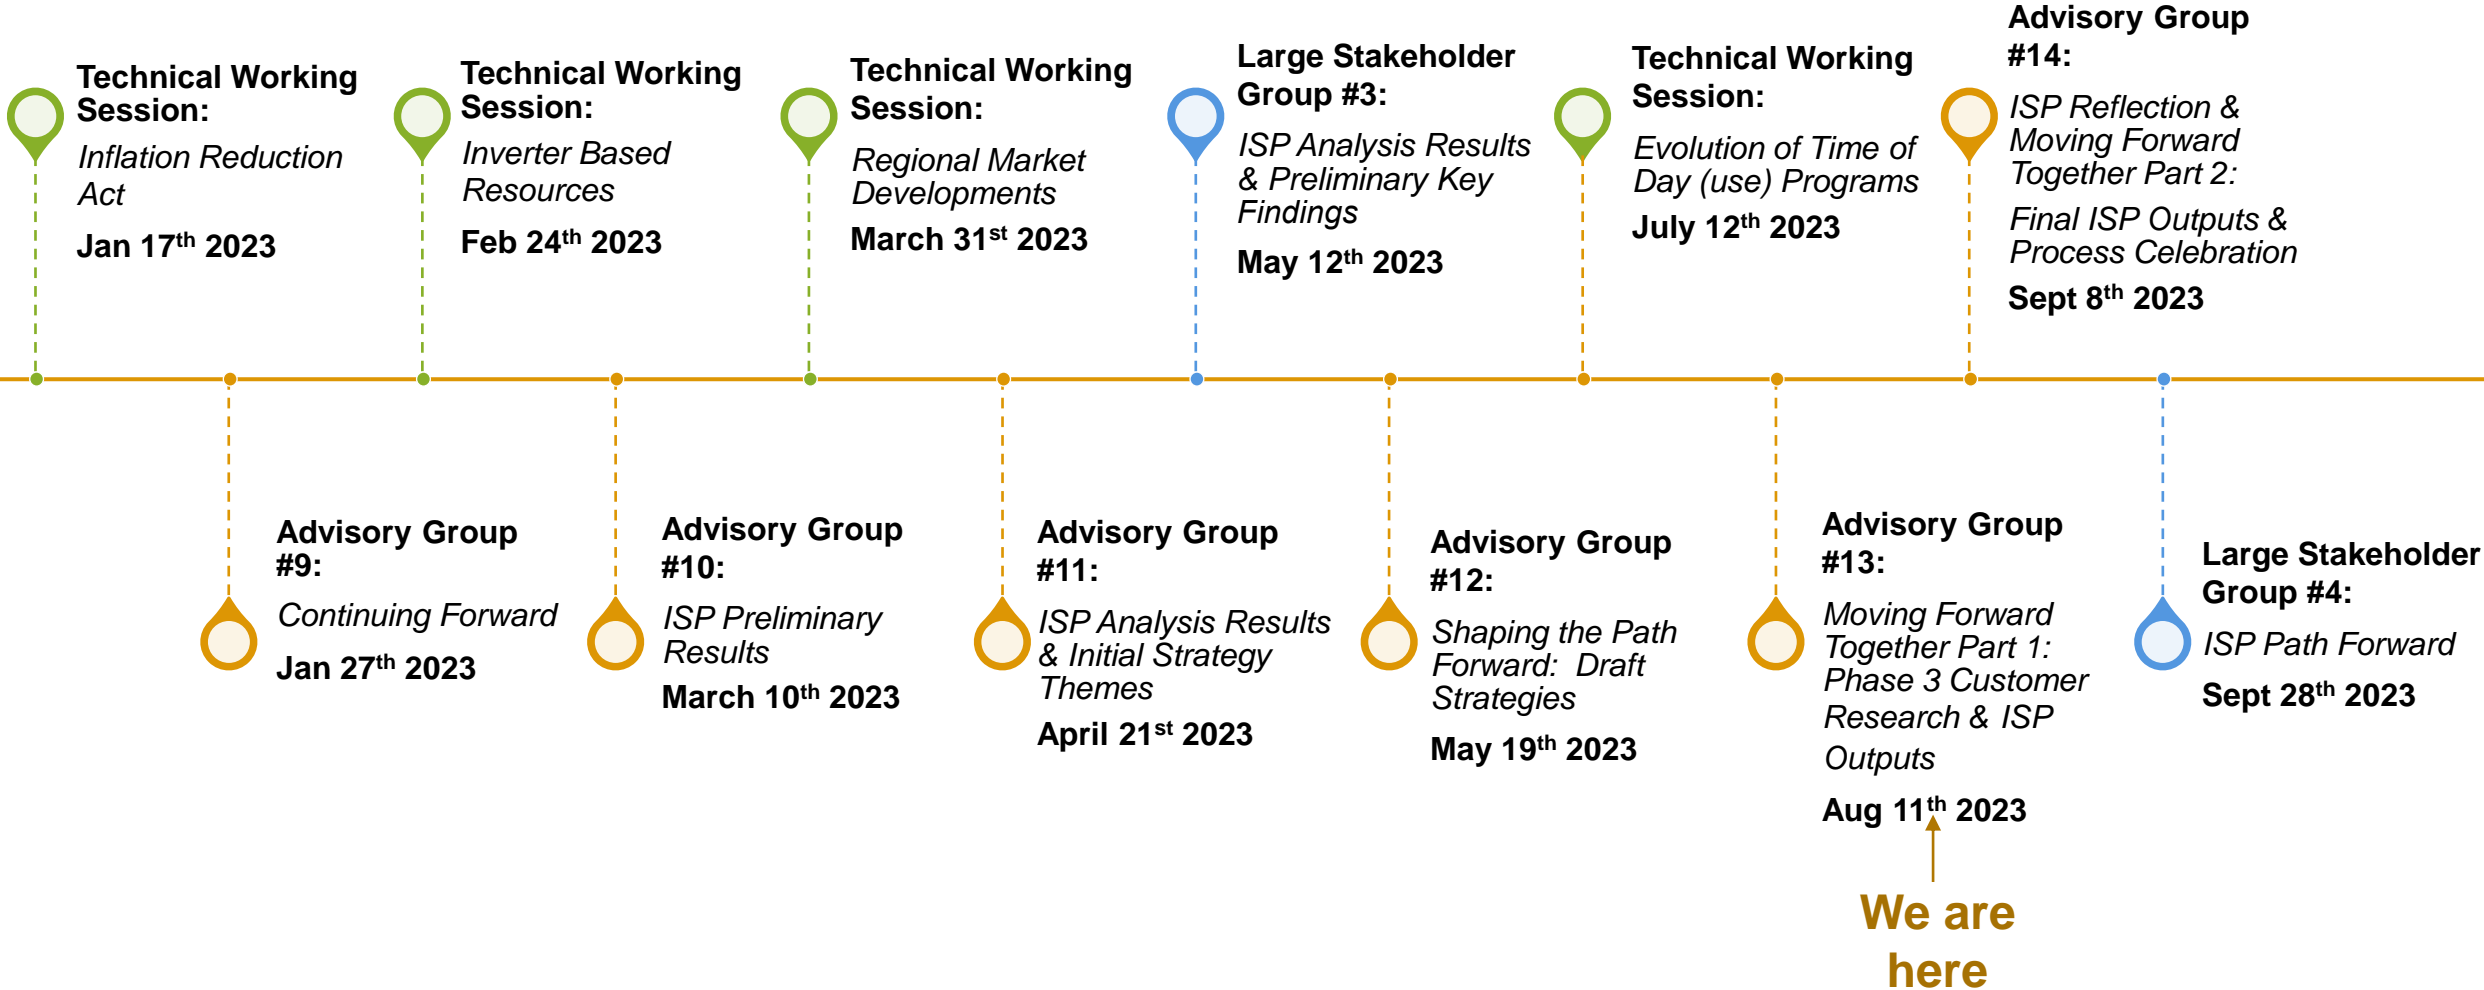 Technical Working
Session:
Inflation Reduction
Act
Jan 17th 2023
Technical Working
Session:
Inverter Based
Resources
Feb 24th 2023
Technical Working
Session:
Regional Market
Developments
March 31st 2023
Large Stakeholder
Group #3:
ISP Analysis Results
& Preliminary Key
Findings
May 12th 2023
Technical Working
Session:
Evolution of Time of
Day (use) Programs
July 12th 2023
Advisory Group
#14:
ISP Reflection &
Moving Forward
Together Part 2:
Final ISP Outputs &
Process Celebration
Sept 8th 2023
Advisory Group
#9:
Continuing Forward
Jan 27th 2023
Advisory Group
#10:
ISP Preliminary
Results
March 10th 2023
Advisory Group
#11:
ISP Analysis Results
& Initial Strategy
Themes
April 21st 2023
Advisory Group
#12:
Shaping the Path
Forward: Draft
Strategies
May 19th 2023
Advisory Group
#13:
Moving Forward
Together Part 1:
Phase 3 Customer
Research & ISP
Outputs
Aug 11th 2023
Large Stakeholder
Group #4:
ISP Path Forward
Sept 28th 2023
We are
here